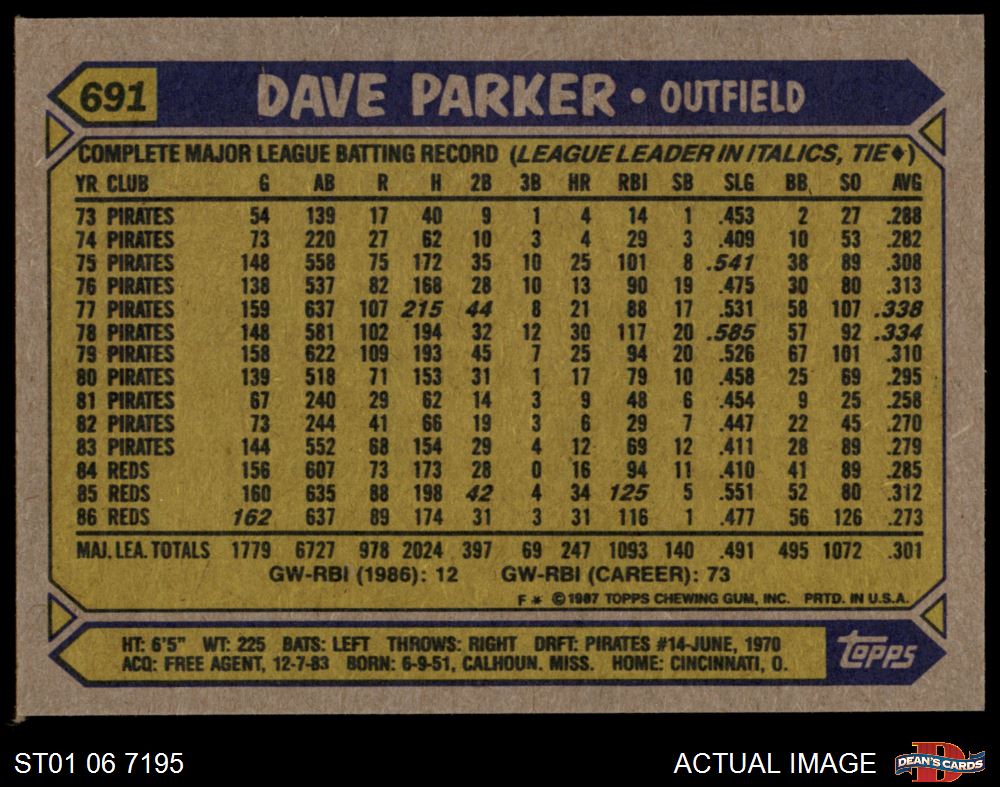 691 DAVE PARKER • OUTFIELD
COMPLETE MAJOR LEAGUE BATTING RECORD (LEAGUE LEADER IN ITALICS, TIE♦)
YR CLUB G AB R H 2B 3B HR RBI SB SLG BB SO AVG
73 PIRATES 54 139 17 40 9 1 4 14 1 .453 2 27 .288
74 PIRATES 73 220 27 62 10 3 4 29 3 .409 10 53 .282
75 PIRATES 148 558 75 172 35 10 25 101 8 .541 38 89 .308
76 PIRATES 138 537 82 168 28 10 13 90 19 .475 30 80 .313
77 PIRATES 159 637 107 215 44 8 21 88 17 .531 58 107 .338
78 PIRATES 148 581 102 194 32 12 30 117 20 .585 57 92 .334
79 PIRATES 158 622 109 193 45 7 25 94 20 .526 67 101 .310
80 PIRATES 139 518 71 153 31 1 17 79 10 .458 25 69 .295
81 PIRATES 67 240 29 62 14 3 9 48 6 .454 9 25 .258
82 PIRATES 73 244 41 66 19 3 6 29 7 .447 22 45 .270
83 PIRATES 144 552 68 154 29 4 12 69 12 .411 28 89 .279
84 REDS 156 607 73 173 28 0 16 94 11 .410 41 89 .285
85 REDS 160 635 88 198 42 4 34 125 5 .551 52 80 .312
86 REDS 162 637 89 174 31 3 31 116 1 .477 56 126 .273
MAJ. LEA. TOTALS 1779 6727 978 2024 397 69 247 1093 140 .491 495 1072 .301
GW-RBI (1986): 12 GW-RBI (CAREER): 73
F * ©1987 TOPPS CHEWING GUM, INC. PRTD. IN U.S.A.
HT: 6'5" WT: 225 BATS: LEFT THROWS: RIGHT DRFT: PIRATES #14-JUNE, 1970
ACQ: FREE AGENT, 12-7-83 BORN: 6-9-51, CALHOUN. MISS. HOME: CINCINNATI, O.
topps
ST01 06 7195 ACTUAL IMAGE D DEAN'S CARDS